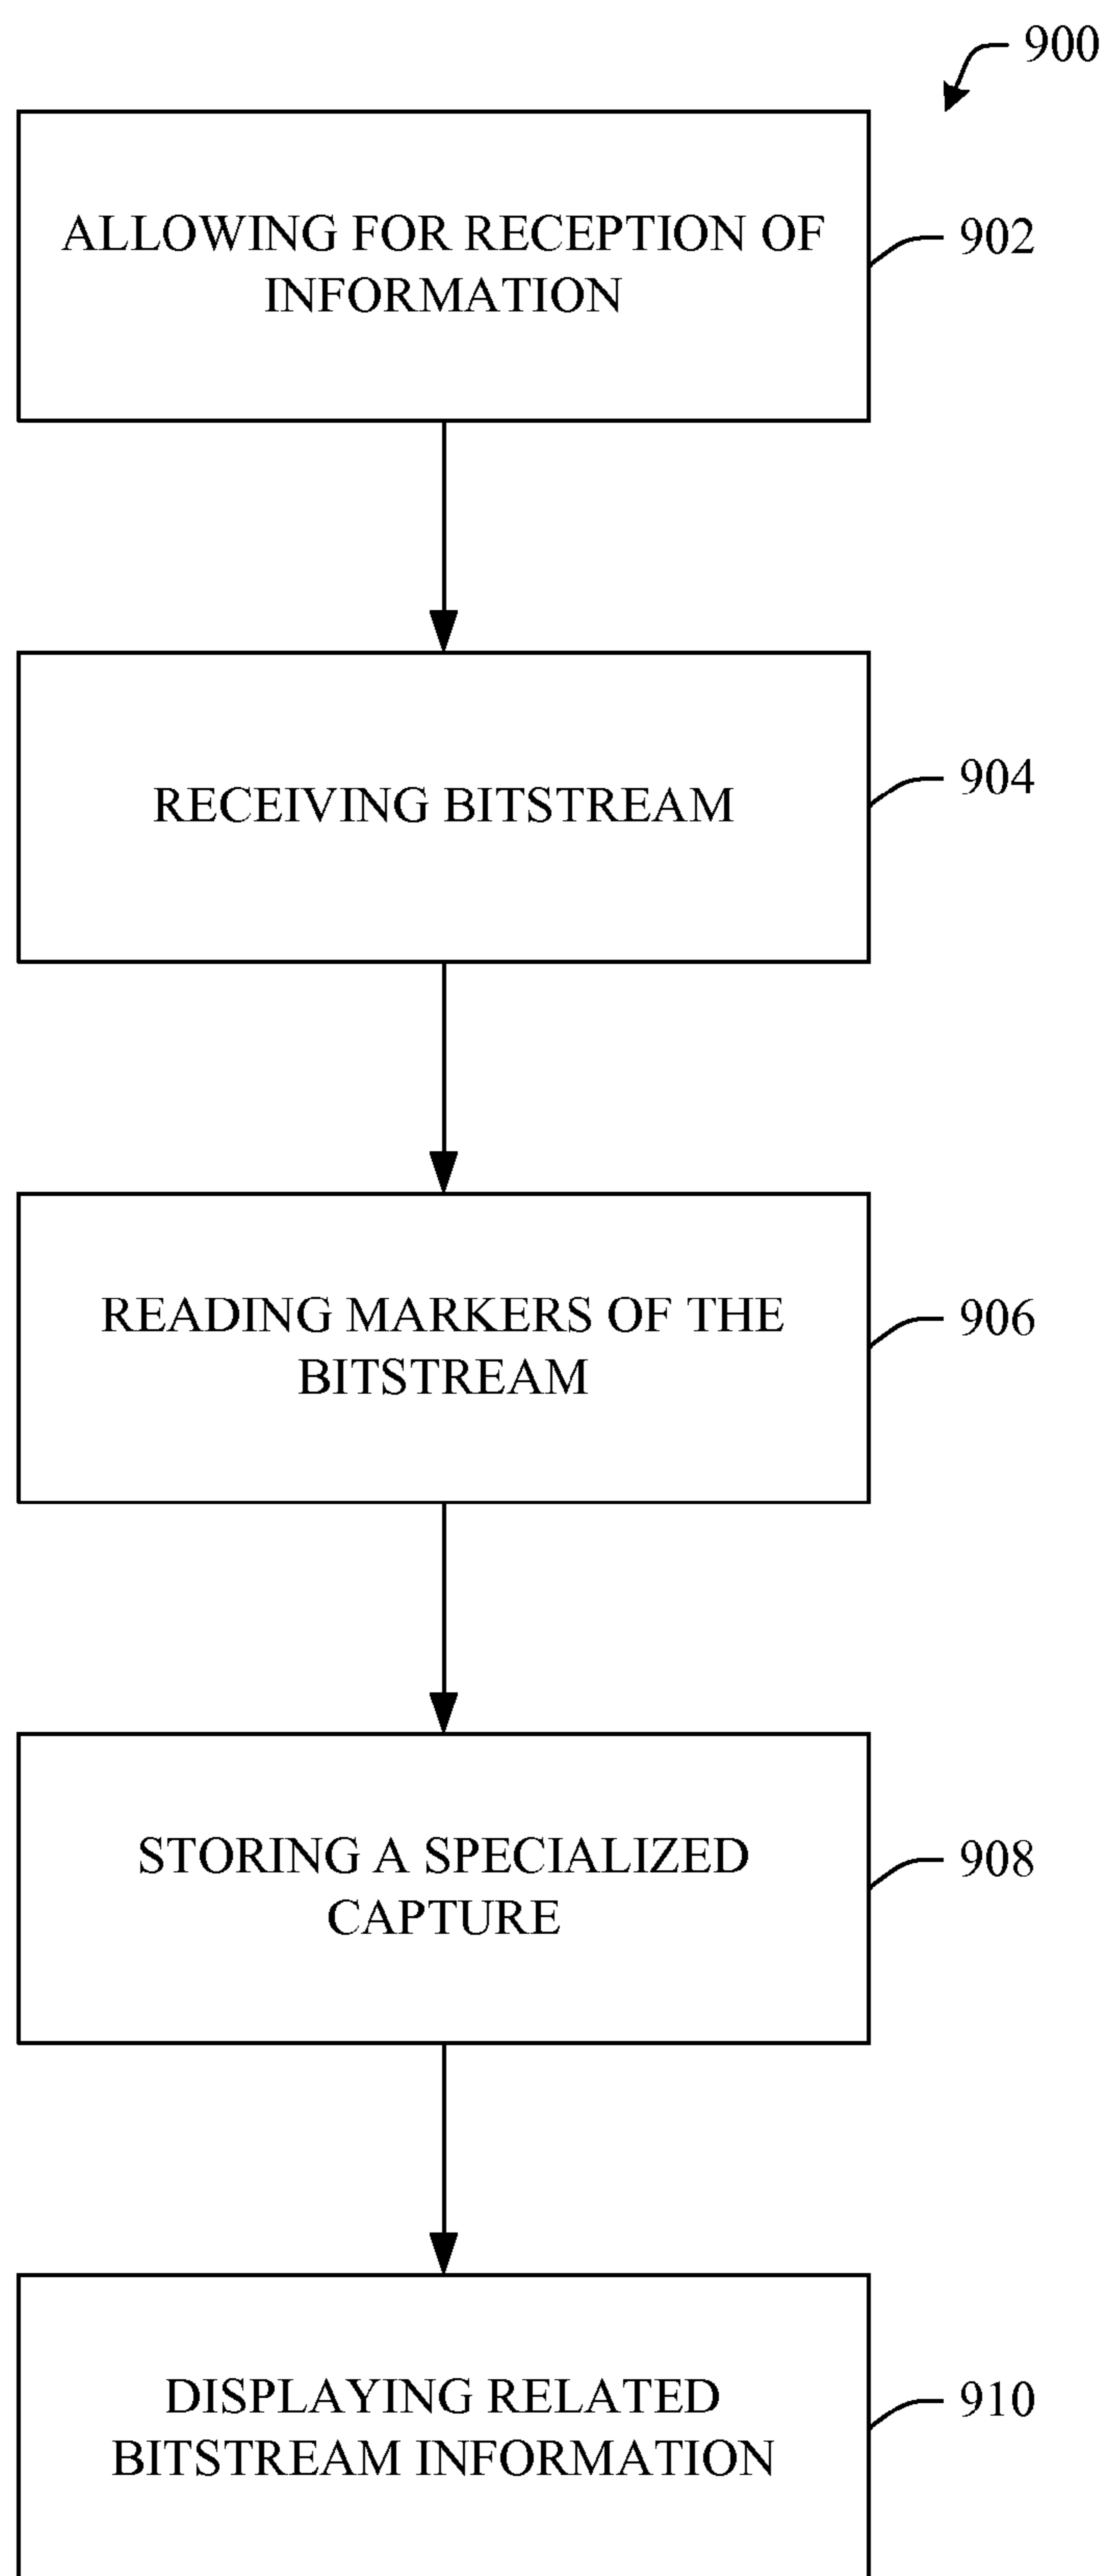 900
ALLOWING FOR RECEPTION OF
INFORMATION
902
RECEIVING BITSTREAM
904
READING MARKERS OF THE
BITSTREAM
906
STORING A SPECIALIZED
CAPTURE
908
DISPLAYING RELATED
BITSTREAM INFORMATION
910